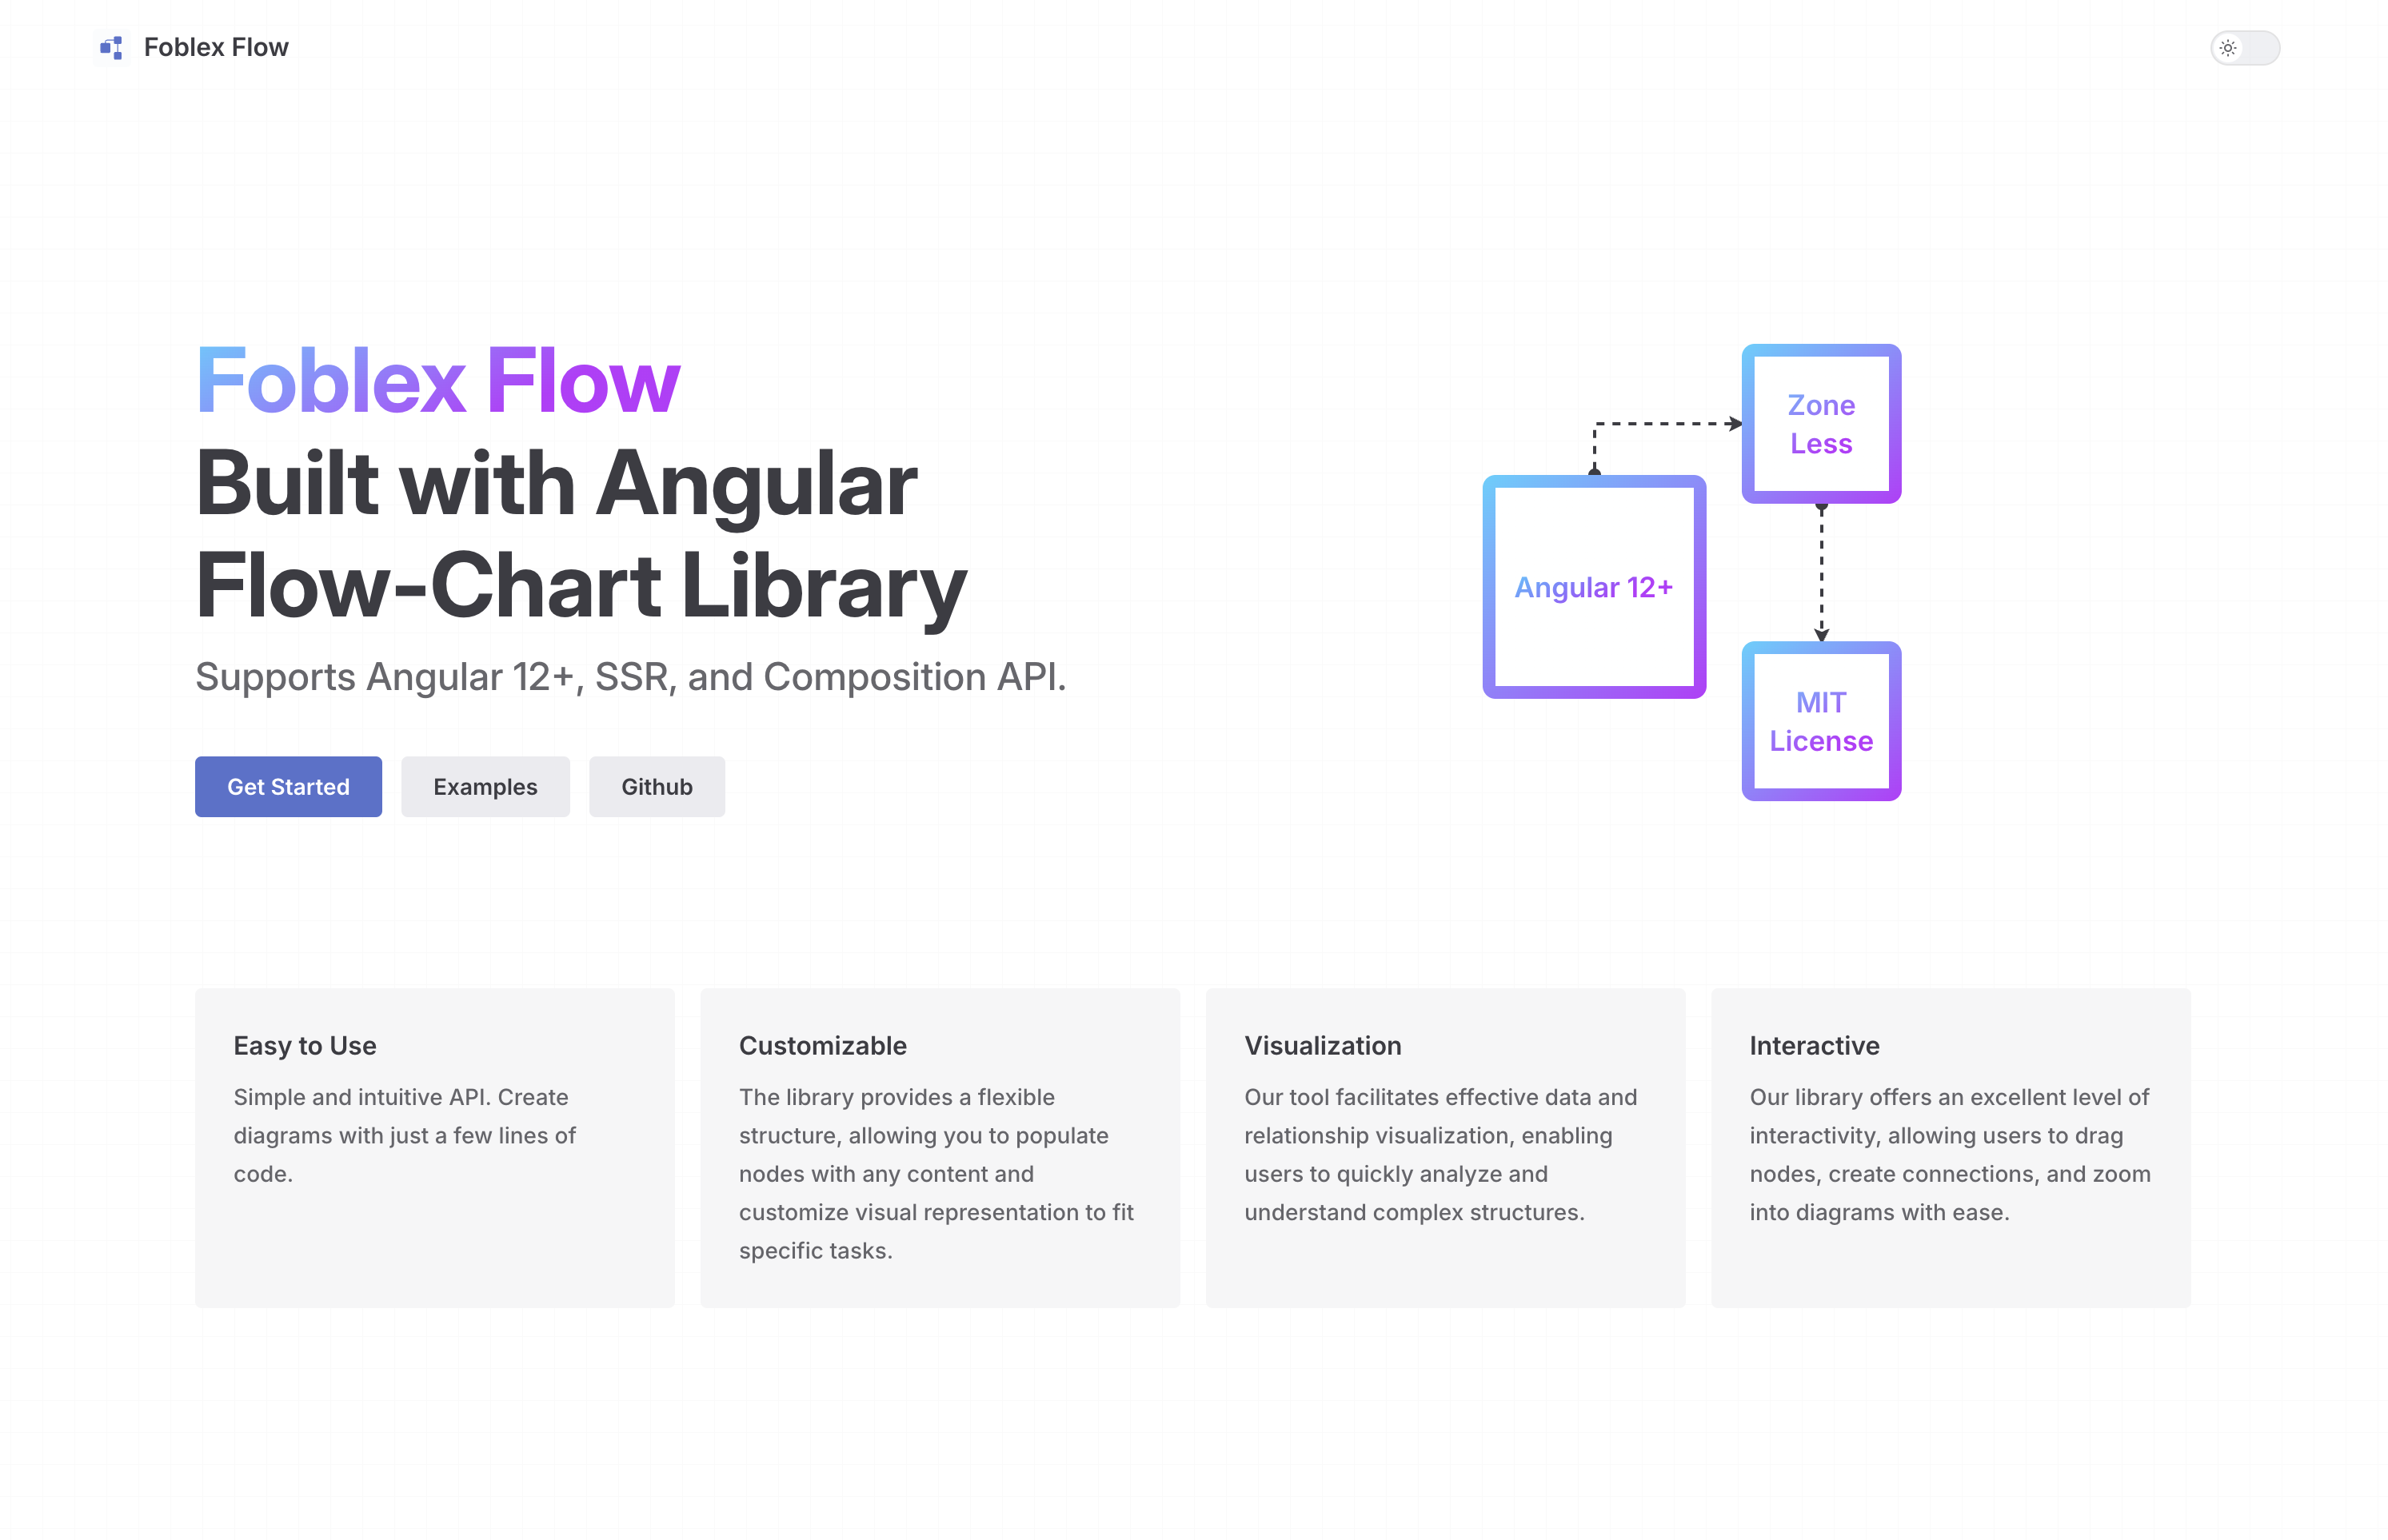 Foblex Flow
Foblex Flow
Built with Angular
Flow-Chart Library
Supports Angular 12+, SSR, and Composition API.
Get Started
Examples
Github
Angular 12+
Zone
Less
MIT
License
Easy to Use
Simple and intuitive API. Create
diagrams with just a few lines of
code.
Customizable
The library provides a flexible
structure, allowing you to populate
nodes with any content and
customize visual representation to fit
specific tasks.
Visualization
Our tool facilitates effective data and
relationship visualization, enabling
users to quickly analyze and
understand complex structures.
Interactive
Our library offers an excellent level of
interactivity, allowing users to drag
nodes, create connections, and zoom
into diagrams with ease.